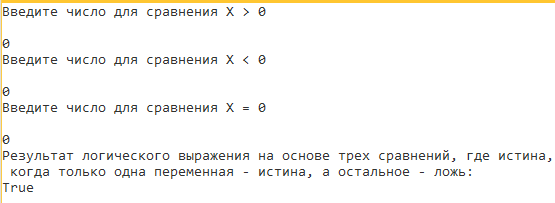 Введите число для сравнения X > 0
0
Введите число для сравнения X < 0
0
Введите число для сравнения X = 0
0
Результат логического выражения на основе трех сравнений, где истина,
когда только одна переменная - истина, а остальное - ложь:
True